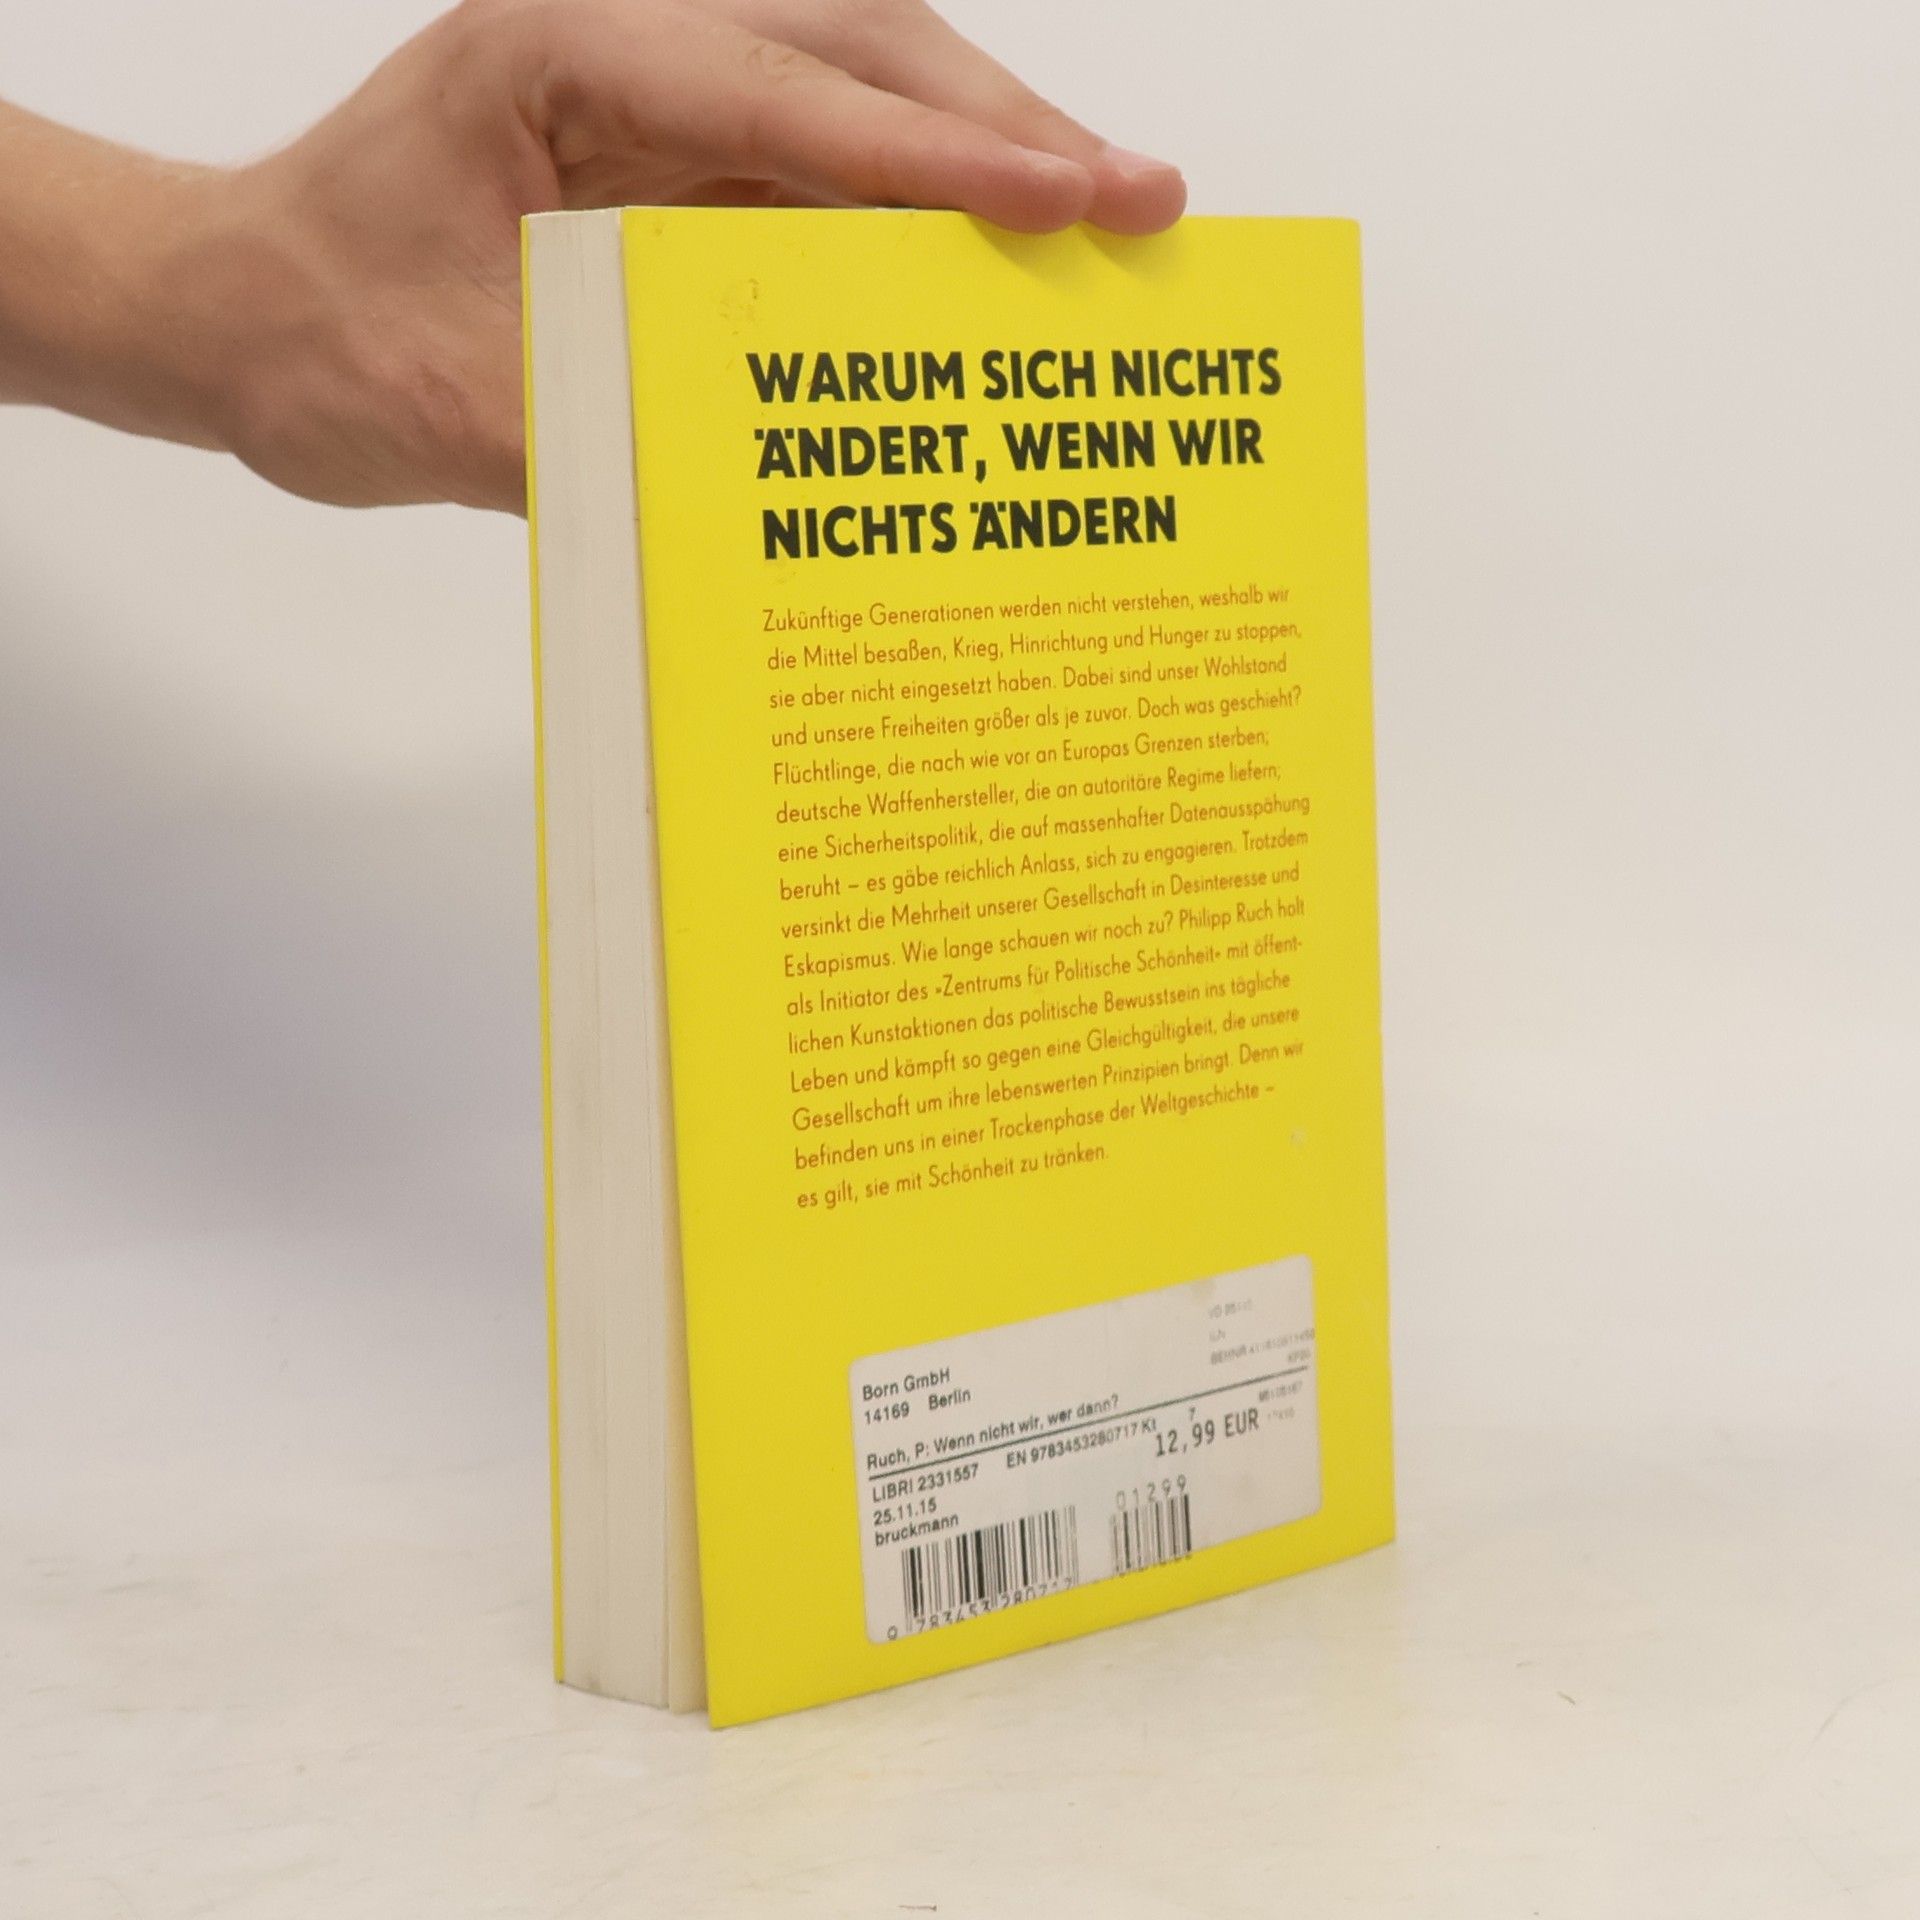 WARUM SICH NICHTS
ÄNDERT, WENN WIR
NICHTS ÄNDERN
Zukünftige Generationen werden nicht verstehen, weshalb wir
die Mittel besaßen, Krieg, Hinrichtung und Hunger zu stoppen,
sie aber nicht eingesetzt haben. Dabei sind unser Wohlstand
und unsere Freiheiten größer als je zuvor. Doch was geschieht?
Flüchtlinge, die nach wie vor an Europas Grenzen sterben;
deutsche Waffenhersteller, die an autoritäre Regime liefern;
eine Sicherheitspolitik, die auf massenhafter Datenausspähung
beruht – es gäbe reichlich Anlass, sich zu engagieren. Trotzdem
versinkt die Mehrheit unserer Gesellschaft in Desinteresse und
Eskapismus. Wie lange schauen wir noch zu? Philipp Ruch holt
als Initiator des »Zentrums für Politische Schönheit« mit öffent-
lichen Kunstaktionen das politische Bewusstsein ins tägliche
Leben und kämpft so gegen eine Gleichgültigkeit, die unsere
Gesellschaft um ihre lebenswerten Prinzipien bringt. Denn wir
befinden uns in einer Trockenphase der Weltgeschichte –
es gilt, sie mit Schönheit zu tränken.
Born GmbH
14169 Berlin
Ruch, P: Wenn nicht wir, wer dann?
LIBRI 2331557 EN 9783453280717 Kt 7
25.11.15 12,99 EUR
bruckmann
01299
9 783453 280717